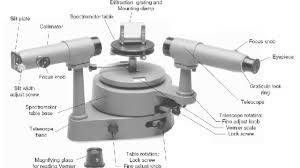 Diffraction, grating and
Mounting clamp
Spectrometer table
Collimator
Slit plate
Focus knob
Slit width
adjust screw
Focus knob
Eyepiece
Graticule lock
ring
Telescope
Spectrometer
table base
Telescope
base
Telescope rotation:
Fine adjust knob
Vernier scale
Lock screw
Table rotation:
Lock screw
Fine adjust knob
Magnifying glass
for reading Vernier